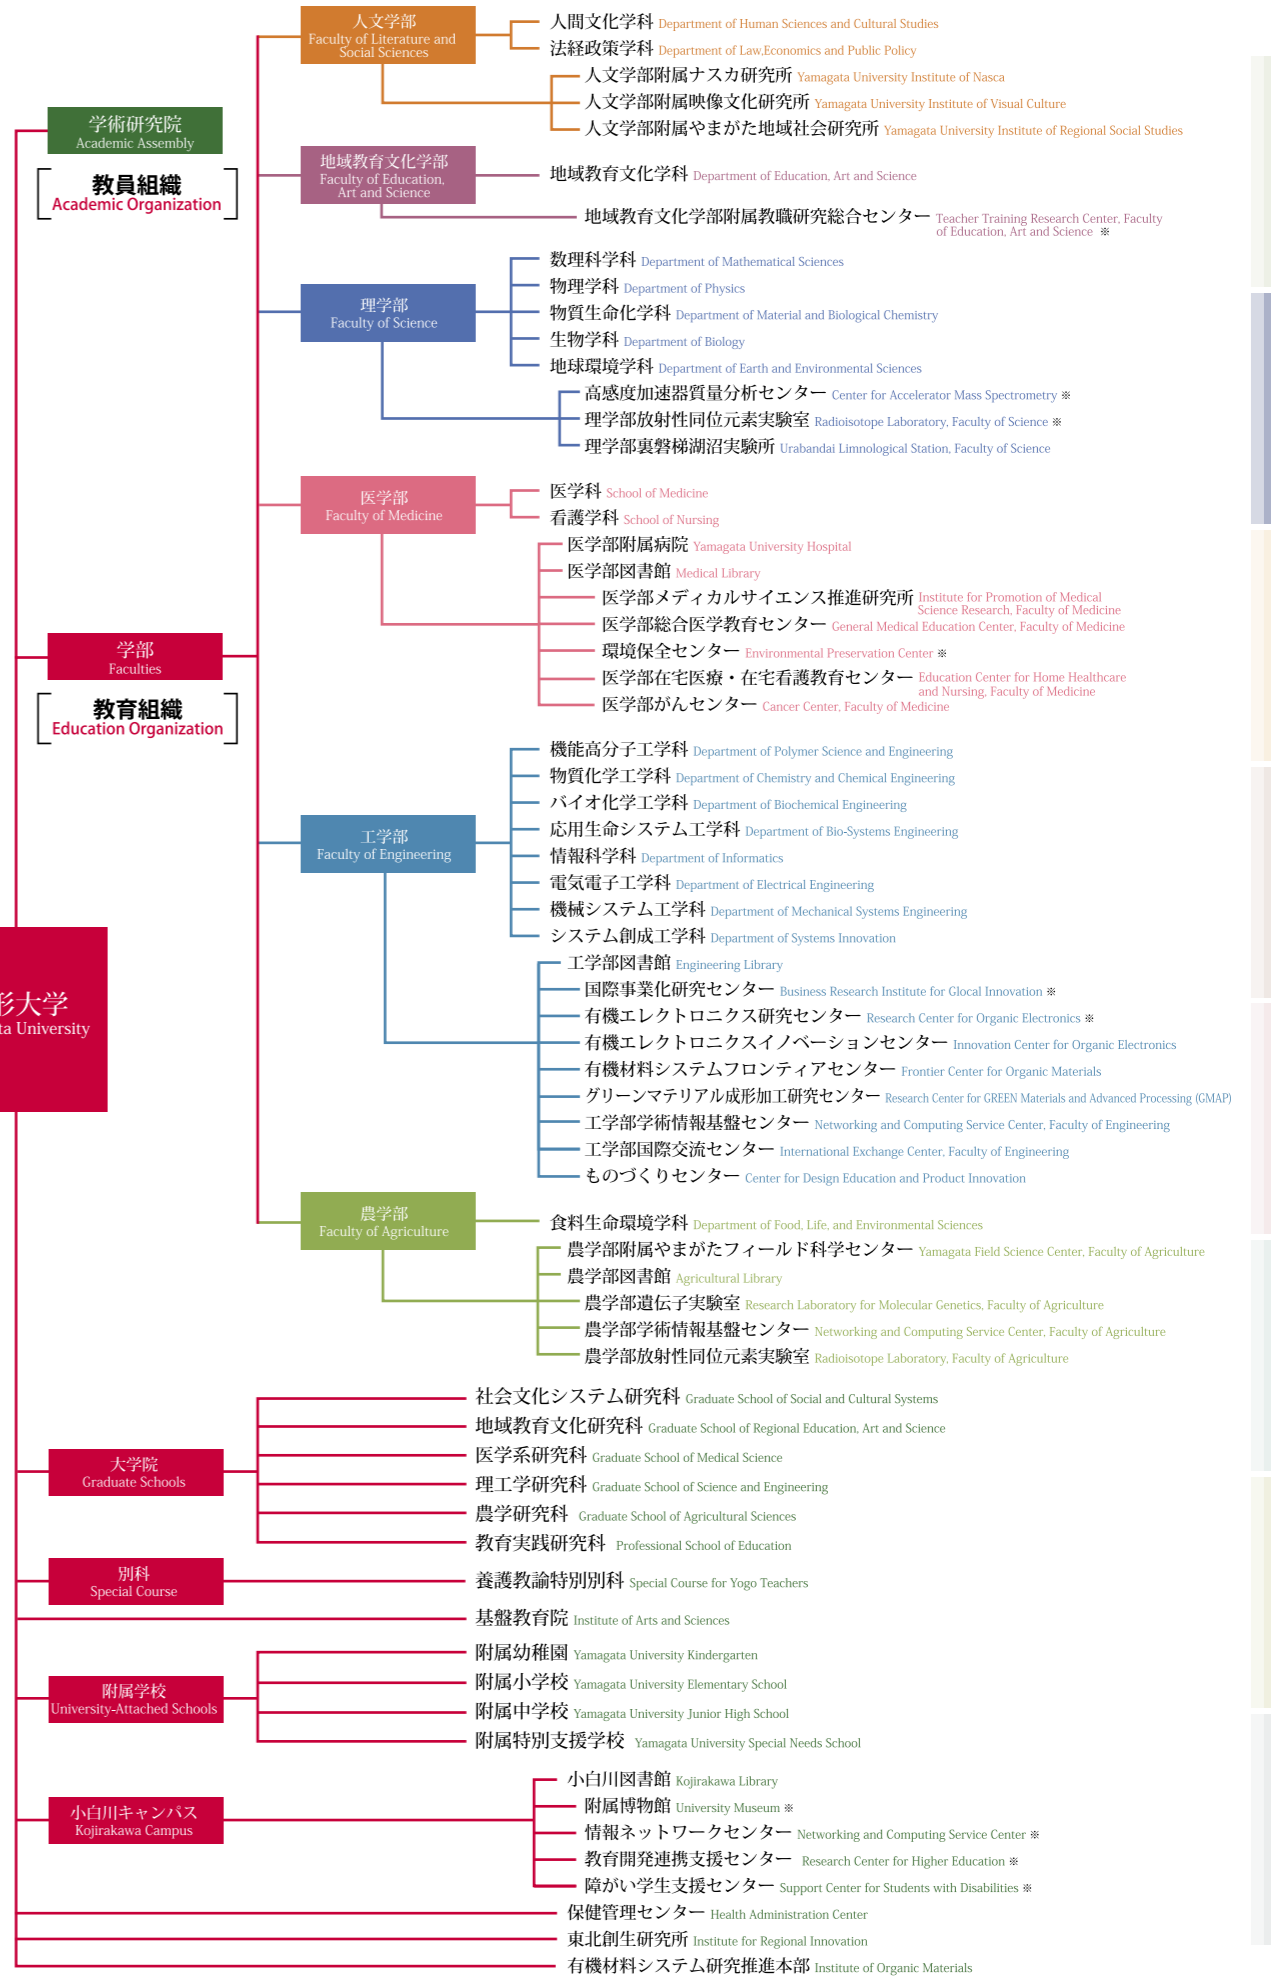 人文学部
Faculty of Literature and
Social Sciences
人間文化学科 Department of Human Sciences and Cultural Studies
法経政策学科 Department of Law,Economics and Public Policy
人文学部附属ナスカ研究所 Yamagata University Institute of Nasca
人文学部附属映像文化研究所 Yamagata University Institute of Visual Culture
人文学部附属やまがた地域社会研究所 Yamagata University Institute of Regional Social Studies
学術研究院
Academic Assembly
教員組織
Academic Organization
地域教育文化学部
Faculty of Education,
Art and Science
地域教育文化学科 Department of Education, Art and Science
地域教育文化学部附属教職研究総合センター Teacher Training Research Center, Faculty
of Education, Art and Science ※
理学部
Faculty of Science
数理科学科 Department of Mathematical Sciences
物理学科 Department of Physics
物質生命化学科 Department of Material and Biological Chemistry
生物学科 Department of Biology
地球環境学科 Department of Earth and Environmental Sciences
高感度加速器質量分析センター Center for Accelerator Mass Spectrometry ※
理学部放射性同位元素実験室 Radioisotope Laboratory, Faculty of Science ※
理学部裏磐梯湖沼実験所 Urabandai Limnological Station, Faculty of Science
医学部
Faculty of Medicine
医学科 School of Medicine
看護学科 School of Nursing
医学部附属病院 Yamagata University Hospital
医学部図書館 Medical Library
医学部メディカルサイエンス推進研究所 Institute for Promotion of Medical
Science Research, Faculty of Medicine
医学部総合医学教育センター General Medical Education Center, Faculty of Medicine
環境保全センター Environmental Preservation Center ※
医学部在宅医療・在宅看護教育センター Education Center for Home Healthcare
and Nursing, Faculty of Medicine
医学部がんセンター Cancer Center, Faculty of Medicine
学部
Faculties
教育組織
Education Organization
工学部
Faculty of Engineering
機能高分子工学科 Department of Polymer Science and Engineering
物質化学工学科 Department of Chemistry and Chemical Engineering
バイオ化学工学科 Department of Biochemical Engineering
応用生命システム工学科 Department of Bio-Systems Engineering
情報科学科 Department of Informatics
電気電子工学科 Department of Electrical Engineering
機械システム工学科 Department of Mechanical Systems Engineering
システム創成工学科 Department of Systems Innovation
工学部図書館 Engineering Library
国際事業化研究センター Business Research Institute for Glocal Innovation ※
有機エレクトロニクス研究センター Research Center for Organic Electronics ※
有機エレクトロニクスイノベーションセンター Innovation Center for Organic Electronics
有機材料システムフロンティアセンター Frontier Center for Organic Materials
グリーンマテリアル成形加工研究センター Research Center for GREEN Materials and Advanced Processing (GMAP)
工学部学術情報基盤センター Networking and Computing Service Center, Faculty of Engineering
工学部国際交流センター International Exchange Center, Faculty of Engineering
ものづくりセンター Center for Design Education and Product Innovation
形大学
ta University
農学部
Faculty of Agriculture
食料生命環境学科 Department of Food, Life, and Environmental Sciences
農学部附属やまがたフィールド科学センター Yamagata Field Science Center, Faculty of Agriculture
農学部図書館 Agricultural Library
農学部遺伝子実験室 Research Laboratory for Molecular Genetics, Faculty of Agriculture
農学部学術情報基盤センター Networking and Computing Service Center, Faculty of Agriculture
農学部放射性同位元素実験室 Radioisotope Laboratory, Faculty of Agriculture
大学院
Graduate Schools
社会文化システム研究科 Graduate School of Social and Cultural Systems
地域教育文化研究科 Graduate School of Regional Education, Art and Science
医学系研究科 Graduate School of Medical Science
理工学研究科 Graduate School of Science and Engineering
農学研究科 Graduate School of Agricultural Sciences
教育実践研究科 Professional School of Education
別科
Special Course
養護教諭特別別科 Special Course for Yogo Teachers
基盤教育院 Institute of Arts and Sciences
附属学校
University-Attached Schools
附属幼稚園 Yamagata University Kindergarten
附属小学校 Yamagata University Elementary School
附属中学校 Yamagata University Junior High School
附属特別支援学校 Yamagata University Special Needs School
小白川キャンパス
Kojirakawa Campus
小白川図書館 Kojirakawa Library
附属博物館 University Museum ※
情報ネットワークセンター Networking and Computing Service Center ※
教育開発連携支援センター Research Center for Higher Education ※
障がい学生支援センター Support Center for Students with Disabilities ※
保健管理センター Health Administration Center
東北創生研究所 Institute for Regional Innovation
有機材料システム研究推進本部 Institute of Organic Materials